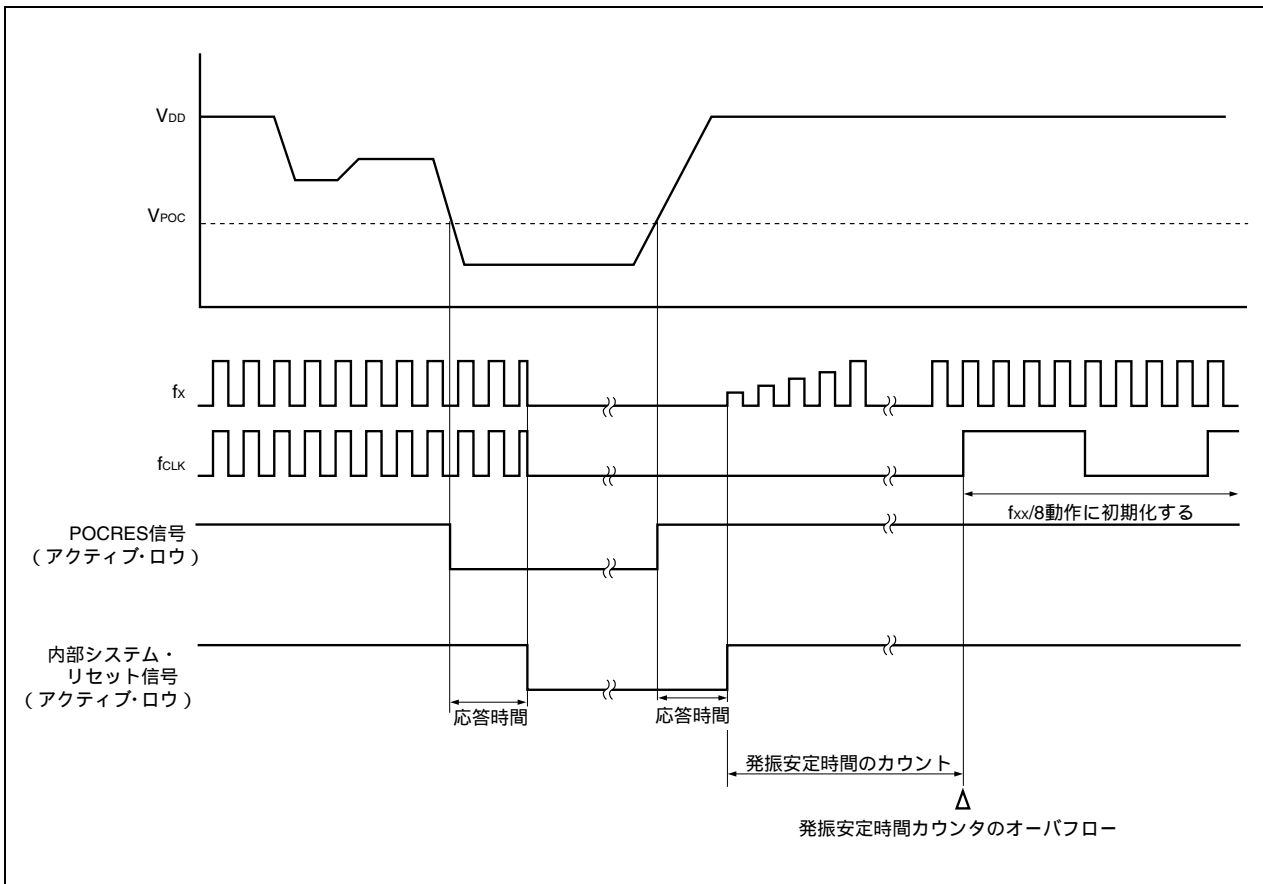 VDD
VPOC
fX
fCLK
fXX/8動作に初期化する
POCRES信号
（アクティブ・ロウ）
内部システム・
リセット信号
（アクティブ・ロウ）
応答時間
応答時間
発振安定時間のカウント
発振安定時間カウンタのオーバフロー